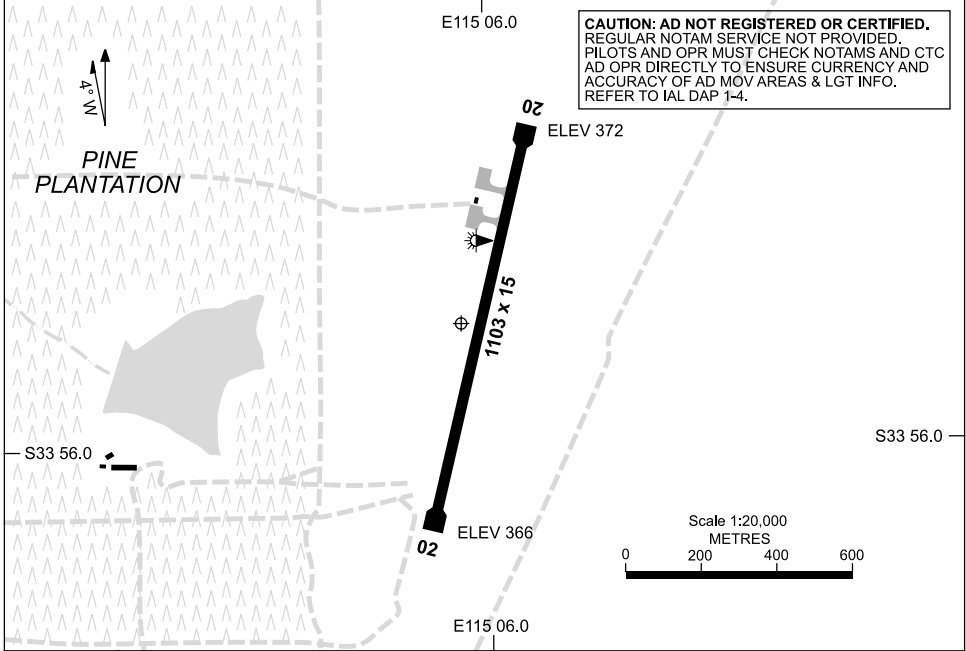 E115 06.0
CAUTION: AD NOT REGISTERED OR CERTIFIED.
REGULAR NOTAM SERVICE NOT PROVIDED.
PILOTS AND OPR MUST CHECK NOTAMS AND CTC
AD OPR DIRECTLY TO ENSURE CURRENCY AND
ACCURACY OF AD MOV AREAS & LGT INFO.
REFER TO IAL DAP 1-4.
4° W
PINE
PLANTATION
20
ELEV 372
1103 x 15
S33 56.0
S33 56.0
ELEV 366
02
Scale 1:20,000
METRES
0 200 400 600
E115 06.0